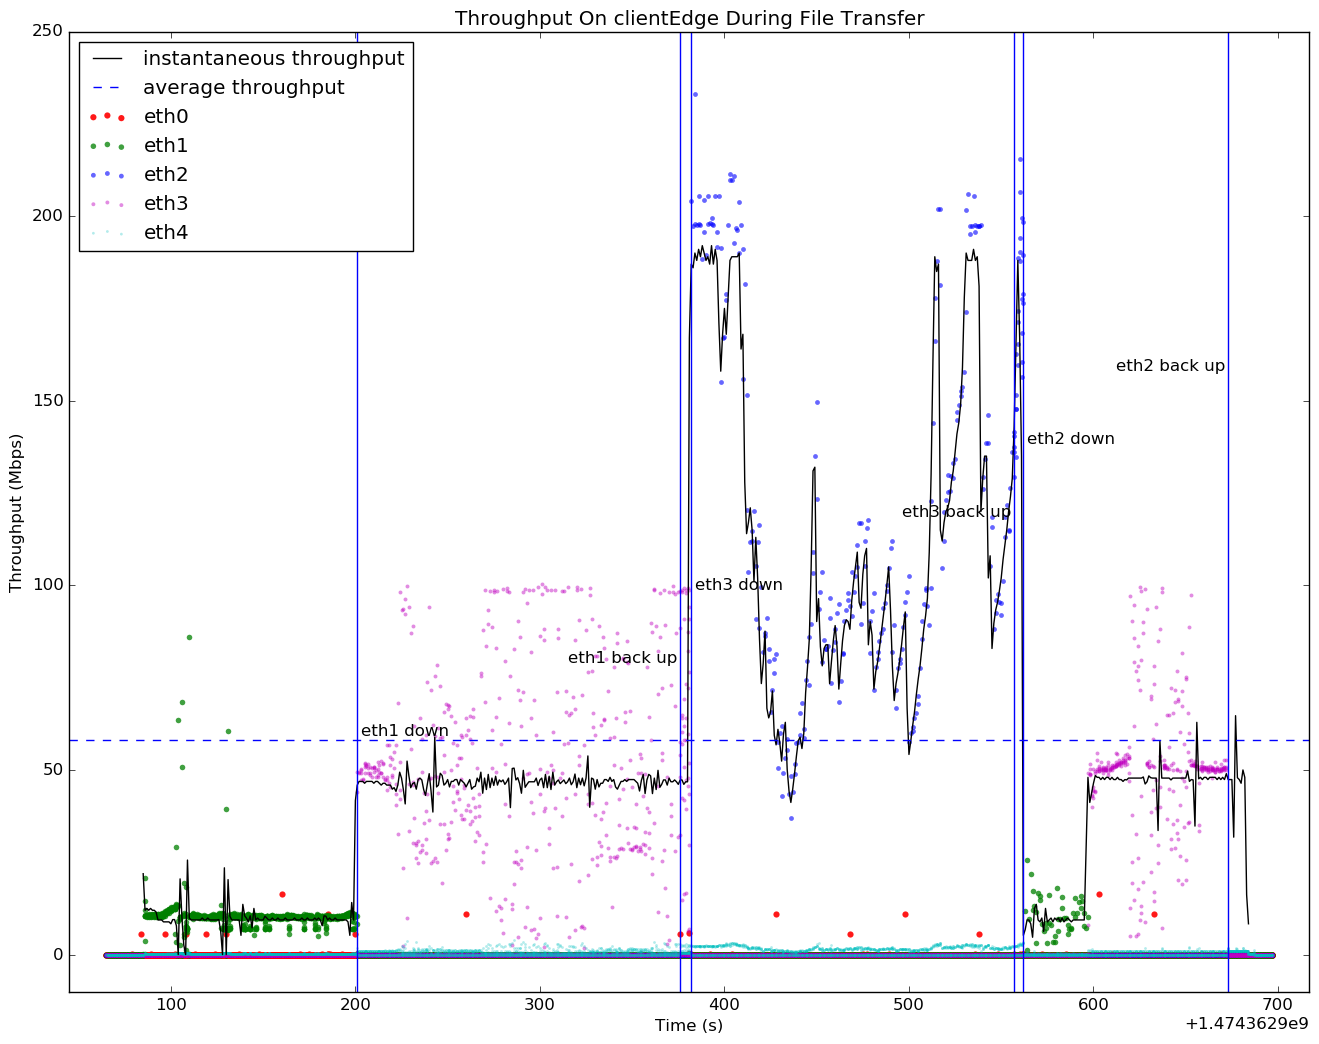 Throughput On clientEdge During File Transfer
250
200
150
100
50
0
Throughput (Mbps)
instantaneous throughput
average throughput
eth0
eth1
eth2
eth3
eth4
eth2 back up
eth2 down
eth3 back up
eth3 down
eth1 back up
eth1 down
100
200
300
400
500
600
700
Time (s)
+1.4743629e9